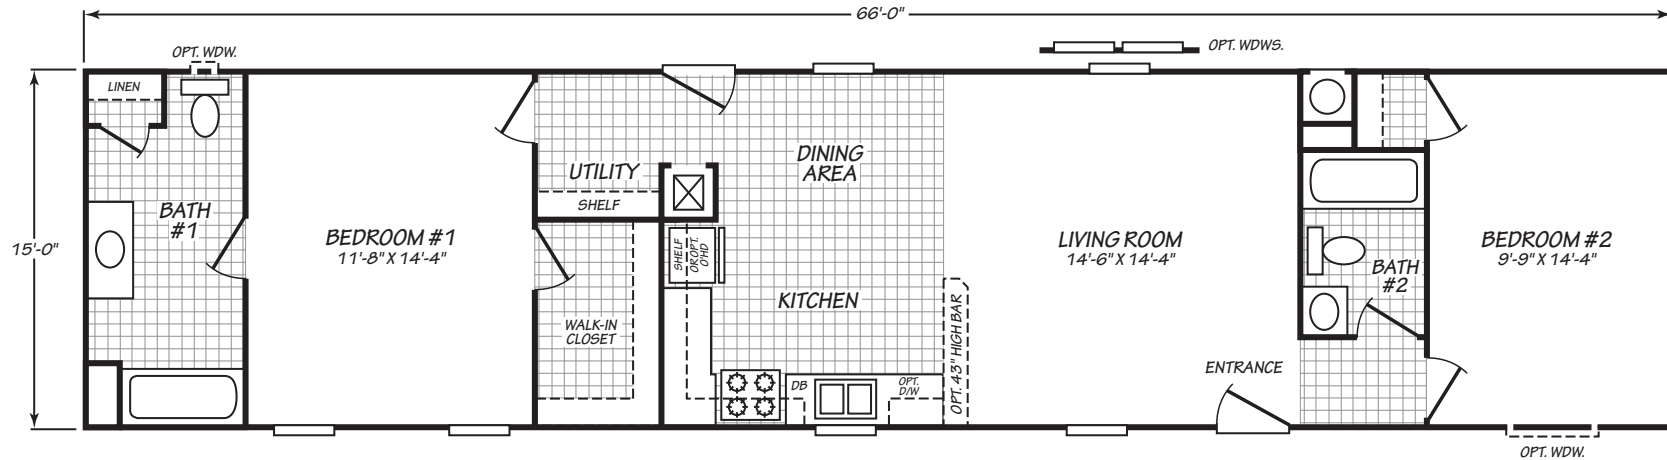 66'-0"
OPT. WDW.
OPT. WDWS.
LINEN
15'-0"
BATH
#1
BEDROOM #1
11'-8" X 14'-4"
UTILITY
SHELF
WALK-IN
CLOSET
SHELF
OR OPT.
O'HD
DINING
AREA
KITCHEN
DB
OPT.
D/W
OPT. 43" HIGH BAR
LIVING ROOM
14'-6" X 14'-4"
ENTRANCE
BATH
#2
BEDROOM #2
9'-9" X 14'-4"
OPT. WDW.